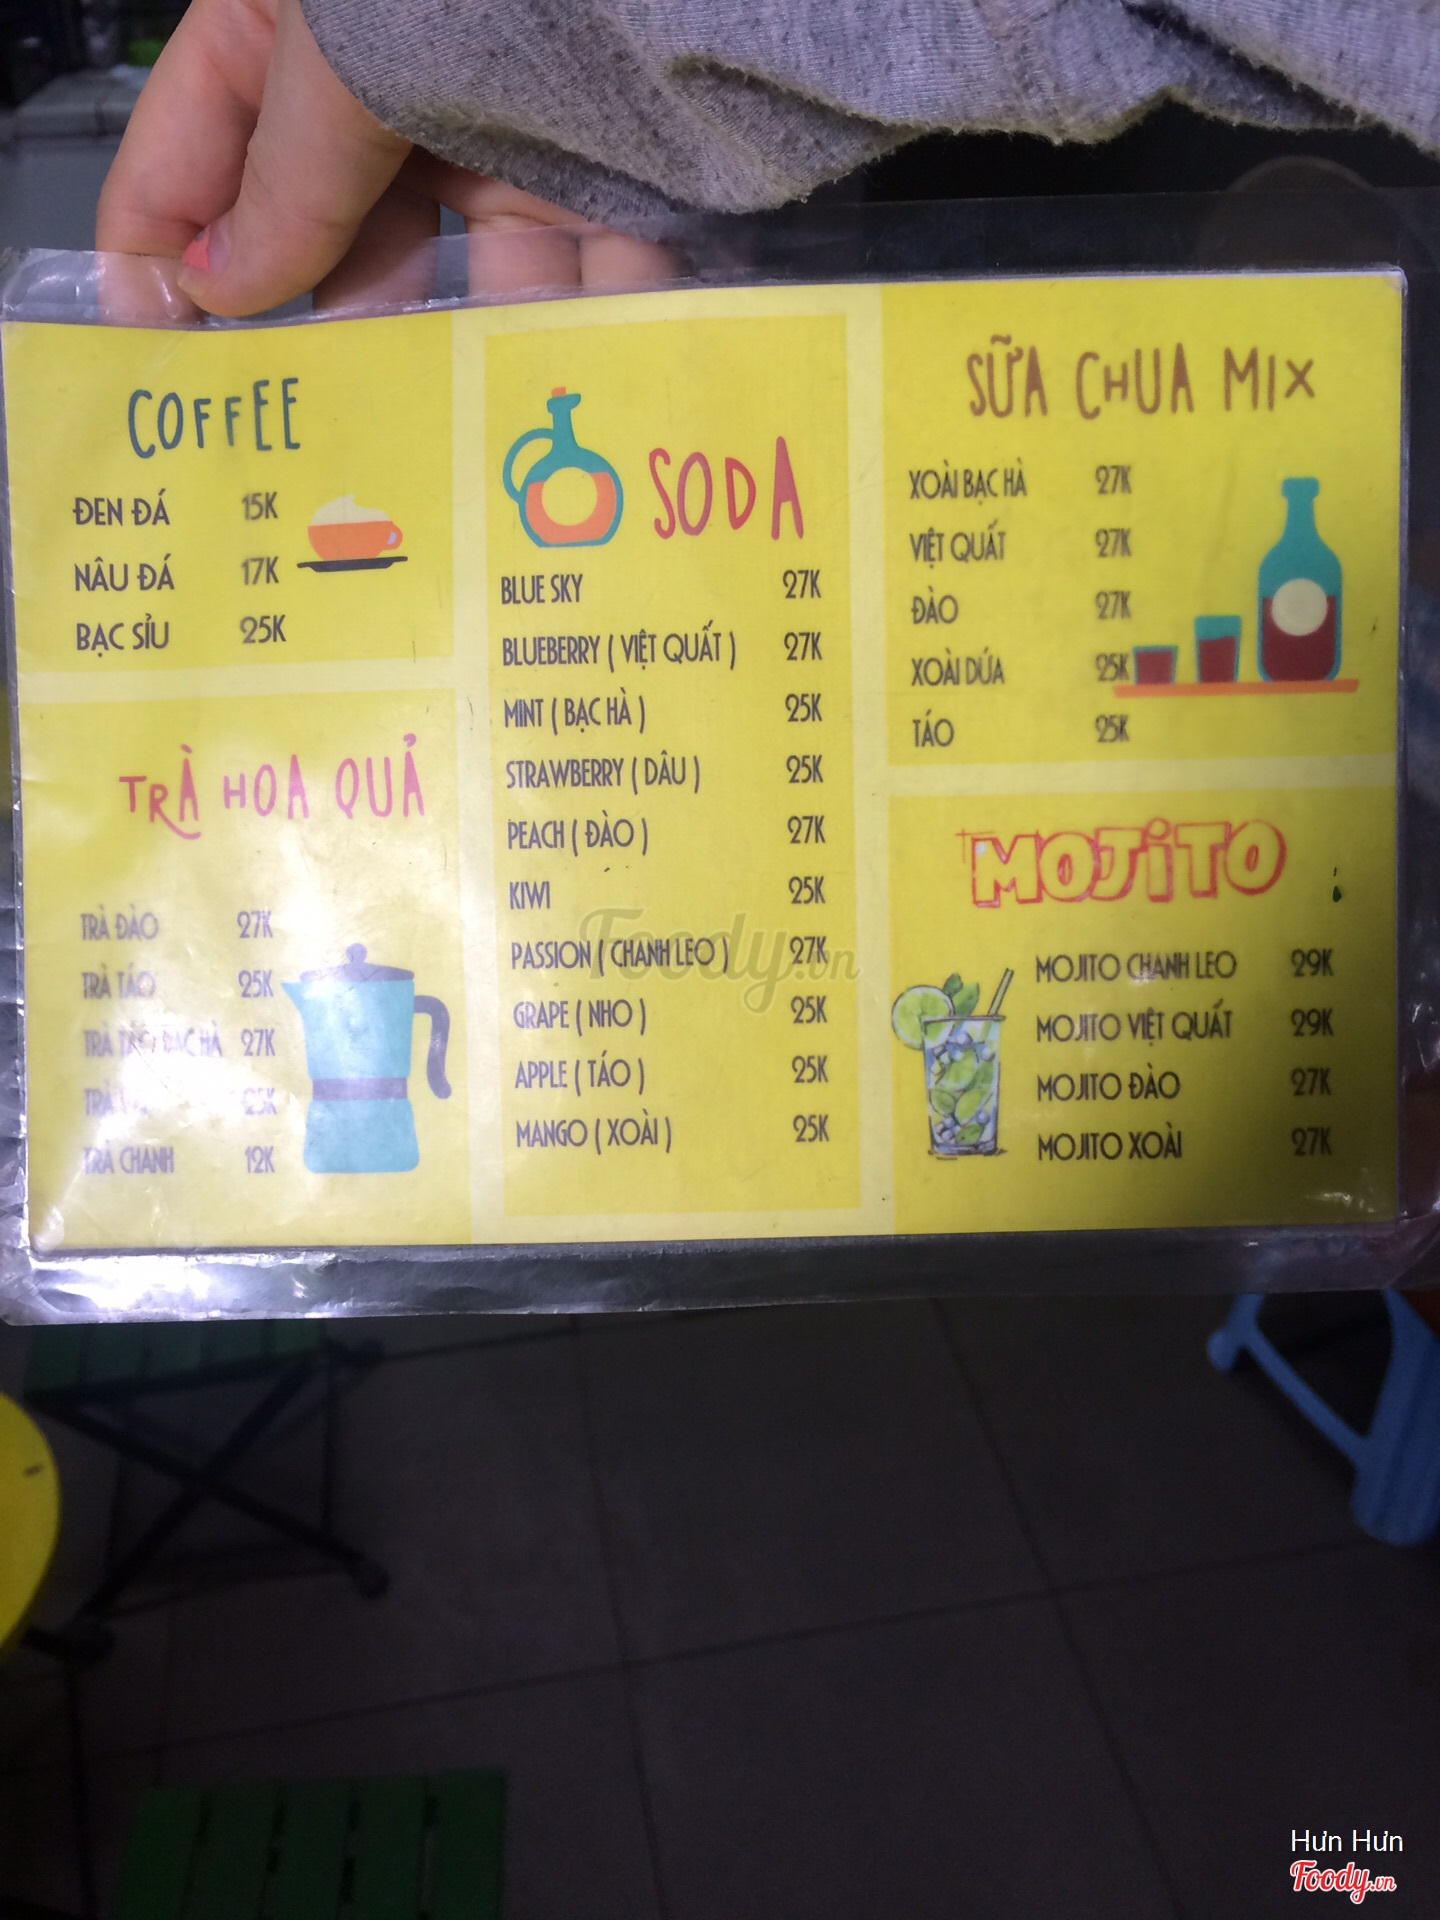 COFFEE
ĐEN ĐÁ 15K
NÂU ĐÁ 17K
BẠC SỈU 25K
TRÀ HOA QUẢ
TRÀ ĐÀO 27K
TRÀ TÁO 25K
TRÀ TÁO BẠC HÀ 27K
TRÀ 25K
TRÀ CHANH 12K
SODA
BLUE SKY 27K
BLUEBERRY ( VIỆT QUẤT ) 27K
MINT ( BẠC HÀ ) 25K
STRAWBERRY ( DÂU ) 25K
PEACH ( ĐÀO ) 27K
KIWI 25K
PASSION ( CHANH LEO ) 27K
GRAPE ( NHO ) 25K
APPLE ( TÁO ) 25K
MANGO ( XOÀI ) 25K
SỮA CHUA MIX
XOÀI BẠC HÀ 27K
VIỆT QUẤT 27K
ĐÀO 27K
XOÀI DỨA 25K
TÁO 25K
MOJITO
MOJITO CHANH LEO 29K
MOJITO VIỆT QUẤT 29K
MOJITO ĐÀO 27K
MOJITO XOÀI 27K
Foody.vn
Hưn Hưn
Foody.vn